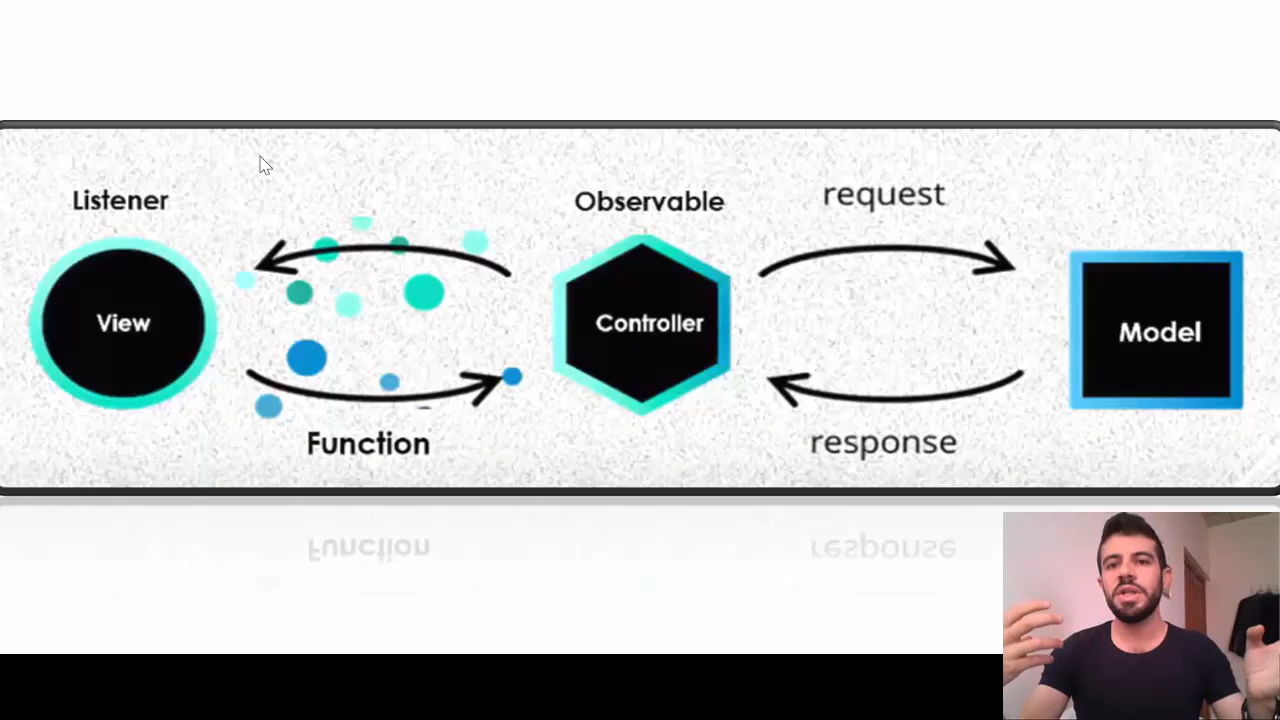 Listener
Observable
request
View
Controller
Model
Function
response
Function
response